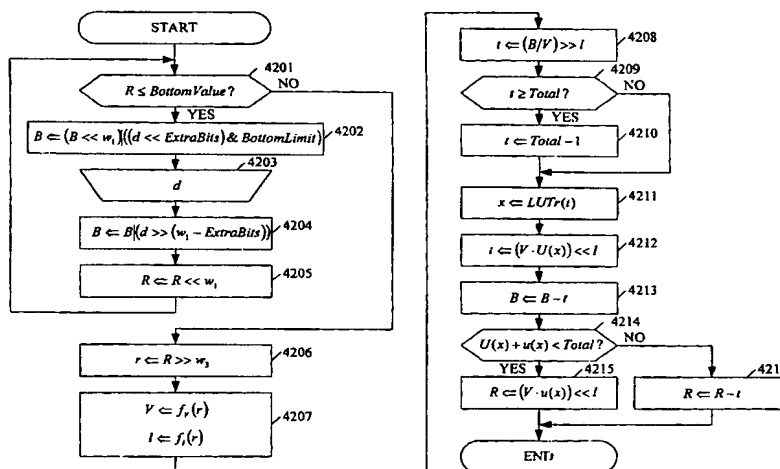 START
4201
R ≤ BottomValue?
NO
YES
4202
B ⇐ (B << w₁)|((d << ExtraBits) & BottomLimit)
4203
d
4204
B ⇐ B|(d >> (w₁ − ExtraBits))
4205
R ⇐ R << w₁
4206
r ⇐ R >> w₃
4207
V ⇐ fᵥ(r)
l ⇐ fₗ(r)
4208
t ⇐ (B/V) >> l
4209
t ≥ Total?
NO
YES
4210
t ⇐ Total − 1
4211
x ⇐ LUTr(t)
4212
t ⇐ (V · U(x)) << l
4213
B ⇐ B − t
4214
U(x) + u(x) < Total?
NO
YES
4215
R ⇐ (V · u(x)) << l
R ⇐ R − t